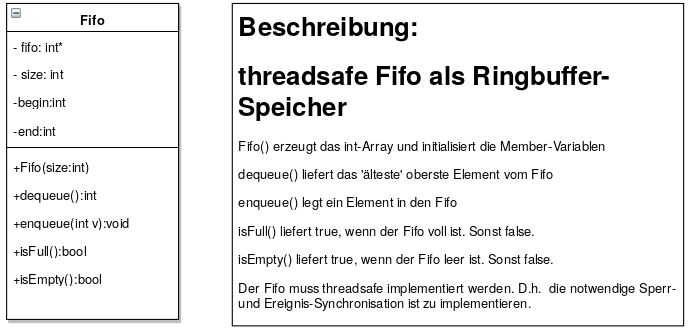 Fifo
- fifo: int*
- size: int
-begin:int
-end:int
+Fifo(size:int)
+dequeue():int
+enqueue(int v):void
+isFull():bool
+isEmpty():bool
Beschreibung:
threadsafe Fifo als Ringbuffer-
Speicher
Fifo() erzeugt das int-Array und initialisiert die Member-Variablen
dequeue() liefert das 'älteste' oberste Element vom Fifo
enqueue() legt ein Element in den Fifo
isFull() liefert true, wenn der Fifo voll ist. Sonst false.
isEmpty() liefert true, wenn der Fifo leer ist. Sonst false.
Der Fifo muss threadsafe implementiert werden. D.h.  die notwendige Sperr-
und Ereignis-Synchronisation ist zu implementieren.